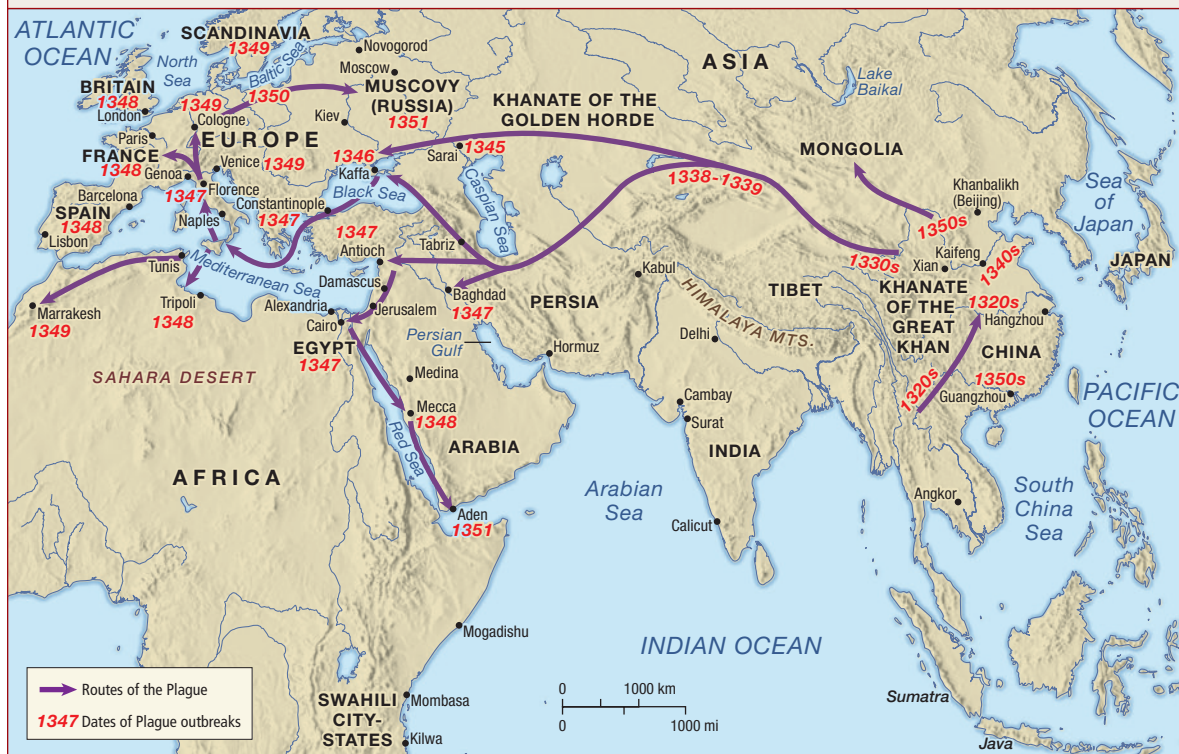 ATLANTIC
OCEAN
SCANDINAVIA
1349
North
Sea
Baltic Sea
Novogorod
Moscow
MUSCOVY
(RUSSIA)
1351
BRITAIN
1348
London
1349
Cologne
1350
Kiev
Paris
EUROPE
FRANCE
1348
Genoa
Venice
1349
1347
Florence
Barcelona
SPAIN
1348
Lisbon
Naples
Constantinople
1347
1346
Kaffa
Black Sea
Sarai
1345
Caspian Sea
KHANATE OF THE
GOLDEN HORDE
ASIA
Lake
Baikal
MONGOLIA
1338-1339
Khanbalikh
(Beijing)
1350s
Sea
of
Japan
JAPAN
1330s
Xian
Kaifeng
1340s
KHANATE
OF THE
GREAT
KHAN
1320s
Hangzhou
CHINA
1320s
1350s
Guangzhou
PACIFIC
OCEAN
TIBET
HIMALAYA MTS.
Kabul
Delhi
PERSIA
Tabriz
1347
Antioch
Damascus
Jerusalem
Baghdad
1347
Mediterranean Sea
Tunis
Tripoli
1348
Marrakesh
1349
Alexandria
Cairo
EGYPT
1347
Persian
Gulf
Hormuz
SAHARA DESERT
Medina
Mecca
1348
Red Sea
ARABIA
Cambay
Surat
INDIA
AFRICA
Aden
1351
Arabian
Sea
Calicut
Angkor
South
China
Sea
Mogadishu
INDIAN OCEAN
SWAHILI
CITY-
STATES
Mombasa
Kilwa
Sumatra
Java
Routes of the Plague
1347 Dates of Plague outbreaks
0 1000 km
0 1000 mi